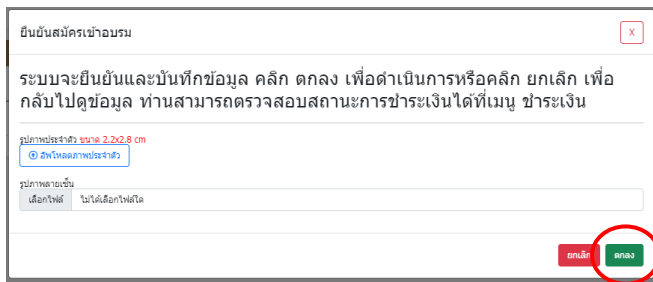 ยืนยันสมัครเข้าอบรม
X
ระบบจะยืนยันและบันทึกข้อมูล คลิก ตกลง เพื่อดำเนินการหรือคลิก ยกเลิก เพื่อ
กลับไปดูข้อมูล ท่านสามารถตรวจสอบสถานะการชำระเงินได้ที่เมนู ชำระเงิน
รูปภาพประจำตัว ขนาด 2.2x2.8 cm
อัพโหลดภาพประจำตัว
รูปภาพลายเซ็น
เลือกไฟล์ ไม่ได้เลือกไฟล์ใด
ยกเลิก ตกลง